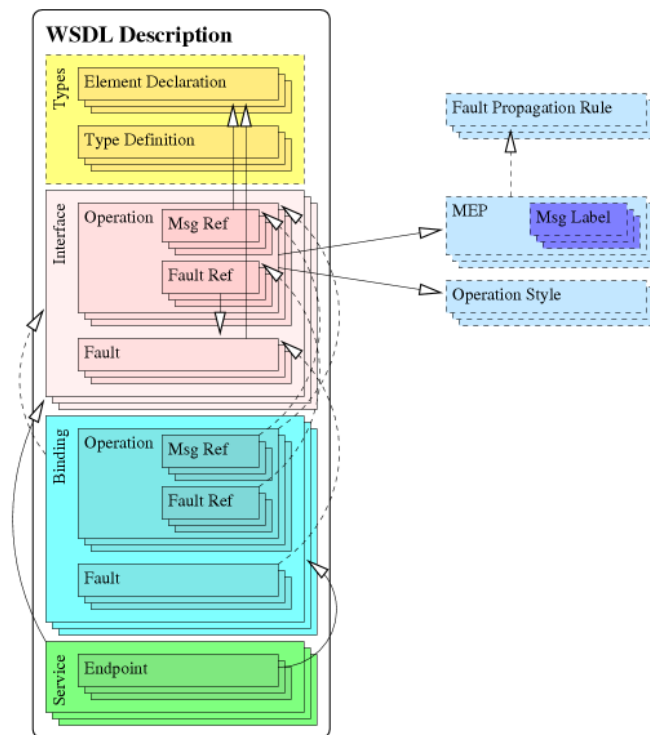 WSDL Description
Types
Element Declaration
Type Definition
Interface
Operation
Msg Ref
Fault Ref
Fault
Binding
Operation
Msg Ref
Fault Ref
Fault
Service
Endpoint
Fault Propagation Rule
MEP
Msg Label
Operation Style